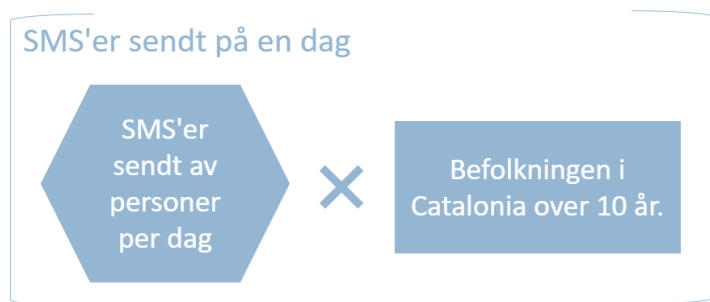 SMS'er sendt på en dag
SMS'er
sendt av
personer
per dag
Befolkningen i
Catalonia over 10 år.